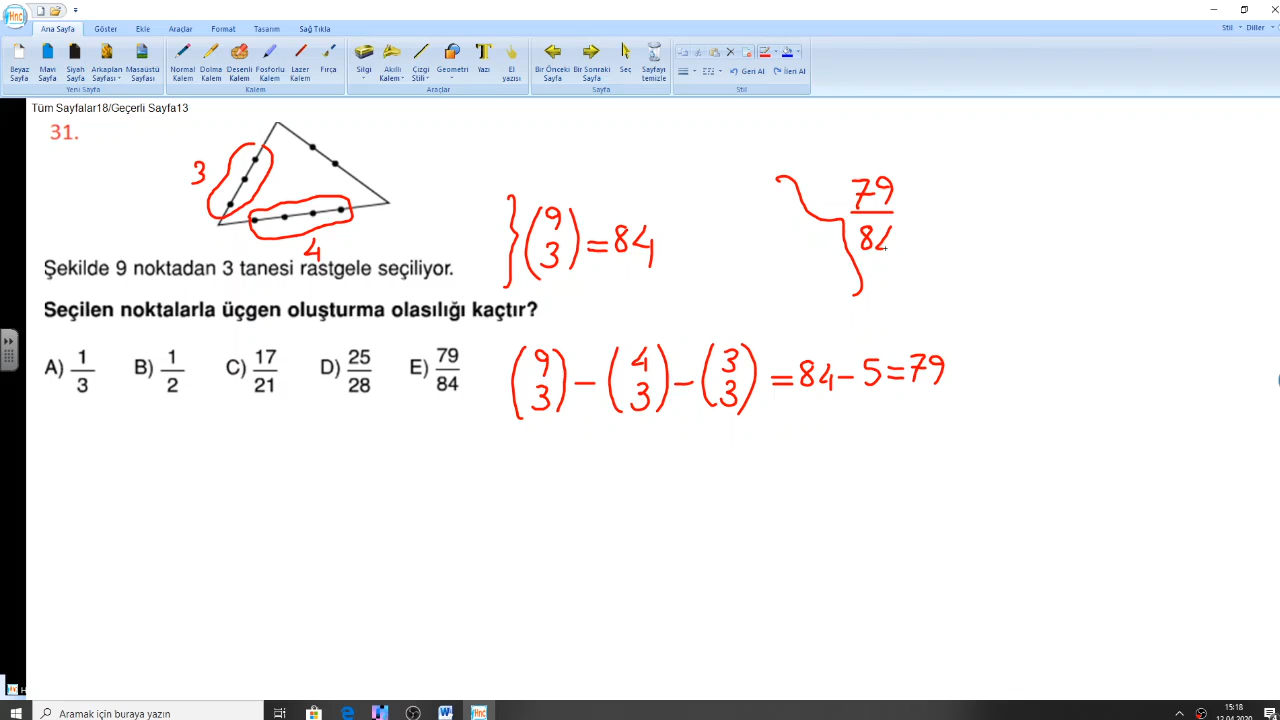 Ana Sayfa Göster Ekle Araçlar Format Tasarım Sağ Tıkla
Stil Diller
Beyaz Sayfa
Mavi Sayfa
Siyah Sayfa
Arkaplan Sayfası
Masaüstü Sayfası
Normal Kalem
Dolma Kalem
Desenli Kalem
Fosforlu Kalem
Lazer Kalem
Fırça
Silgi
Akıllı Kalem
Çizgi Stili
Geometri
Yazı
El yazısı
Bir Önceki Sayfa
Bir Sonraki Sayfa
Seç
Sayfayı temizle
Geri AI
İleri AI
Yeni Sayfa Kalem Araçlar Sayfa Stil
Tüm Sayfalar18/Geçerli Sayfa13
31.
3
4
(9 3) = 84
79/84
Şekilde 9 noktadan 3 tanesi rastgele seçiliyor.
Seçilen noktalarla üçgen oluşturma olasılığı kaçtır?
A) 1/3 B) 1/2 C) 17/21 D) 25/28 E) 79/84
(9 3) - (4 3) - (3 3) = 84 - 5 = 79
Aramak için buraya yazın
15:18
13.04.2020